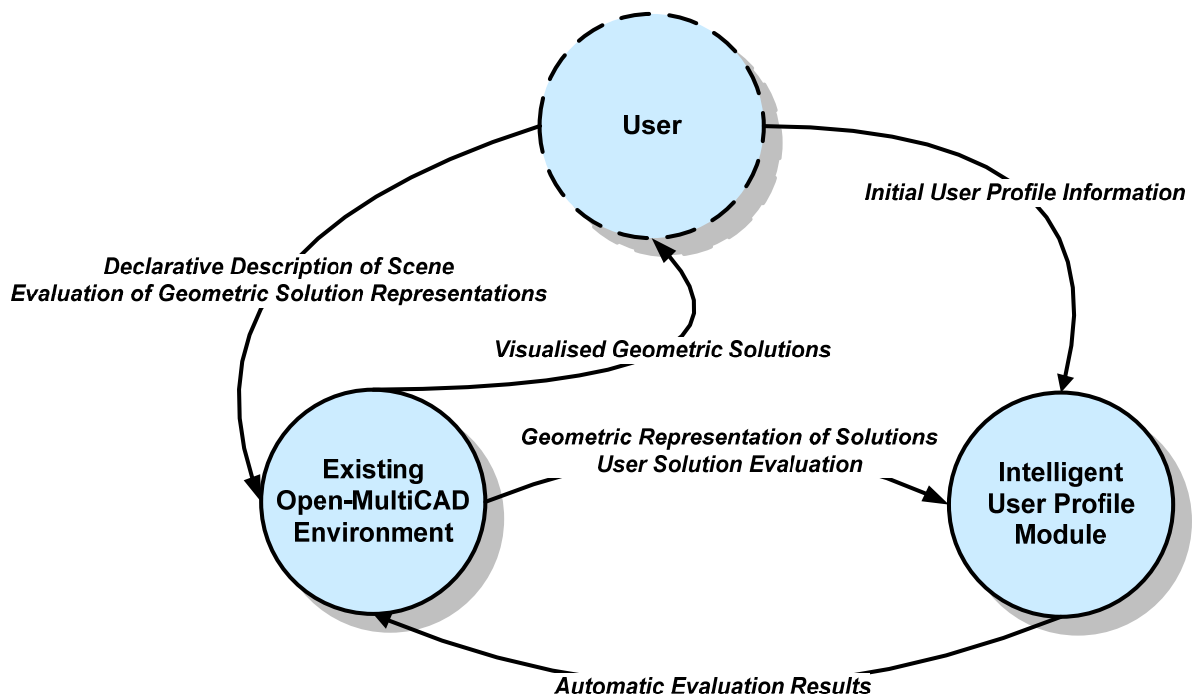 User
Initial User Profile Information
Declarative Description of Scene
Evaluation of Geometric Solution Representations
Visualised Geometric Solutions
Geometric Representation of Solutions
User Solution Evaluation
Existing
Open-MultiCAD
Environment
Intelligent
User Profile
Module
Automatic Evaluation Results